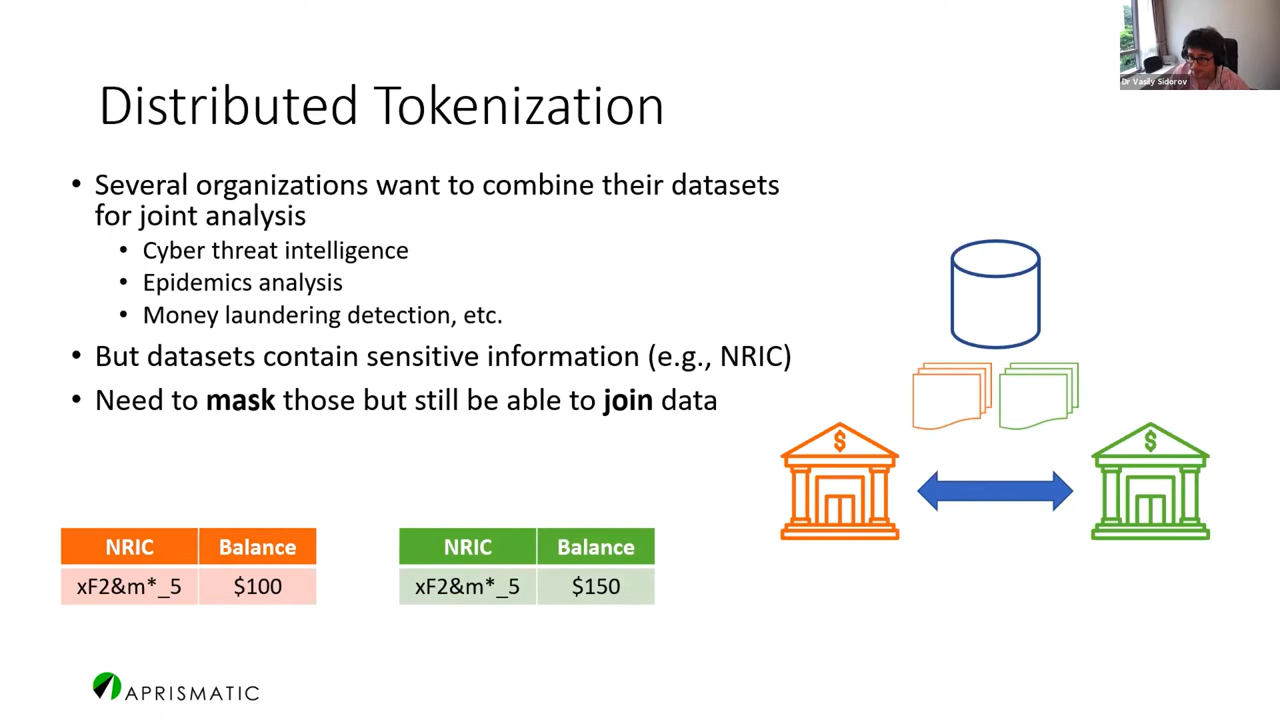 Dr Vasily Sidorov
Distributed Tokenization
• Several organizations want to combine their datasets
for joint analysis
• Cyber threat intelligence
• Epidemics analysis
• Money laundering detection, etc.
• But datasets contain sensitive information (e.g., NRIC)
• Need to mask those but still be able to join data
$ $
NRIC Balance NRIC Balance
xF2&m*_5 $100 xF2&m*_5 $150
APRISMATIC